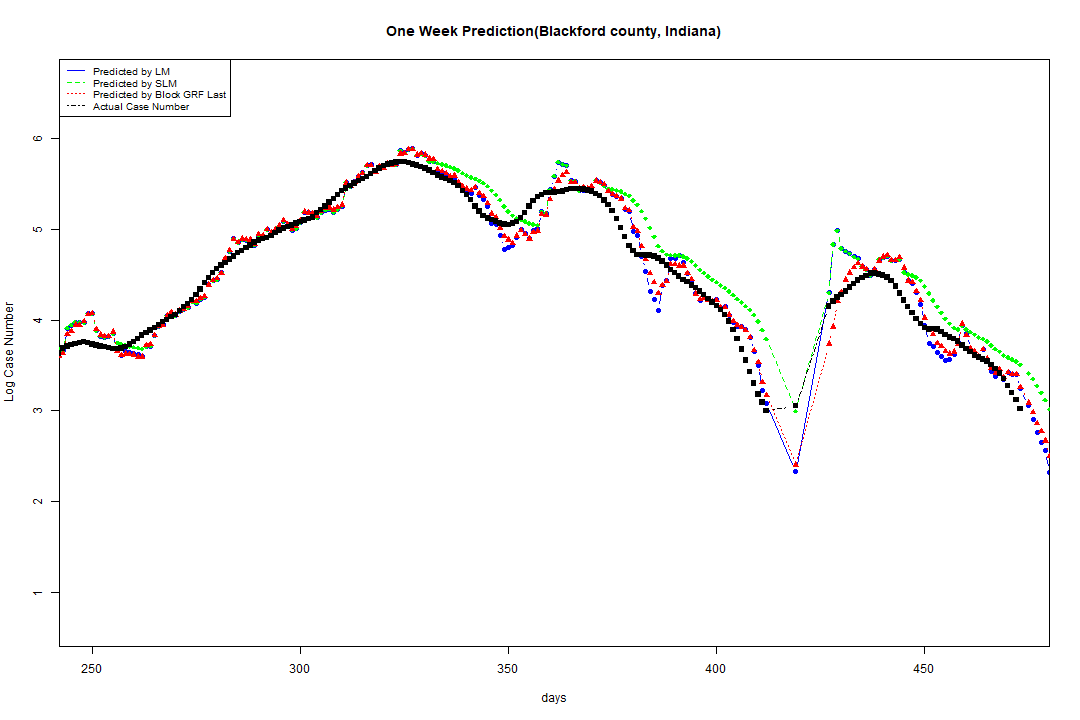 One Week Prediction(Blackford county, Indiana)
Predicted by LM
Predicted by SLM
Predicted by Block GRF Last
Actual Case Number
Log Case Number
6
5
4
3
2
1
250 300 350 400 450
days